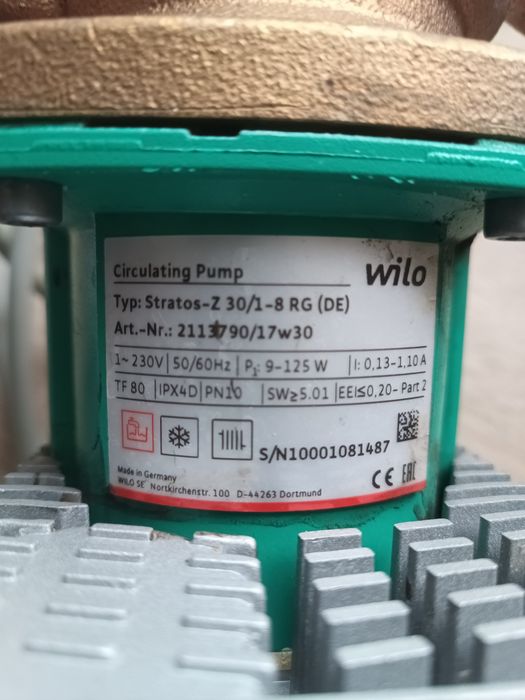 wilo
Circulating Pump
Typ: Stratos-Z 30/1-8 RG (DE)
Art.-Nr.: 2113790/17w30
1~230V | 50/60Hz | P₁: 9-125 W | I: 0,13-1,10 A
TF 80 | IPX4D | PN10 | SW≥5.01 | EEI≤0,20- Part 2
S/N10001081487
Made in Germany
WILO SE Nortkirchenstr. 100 D-44263 Dortmund
CE EAC